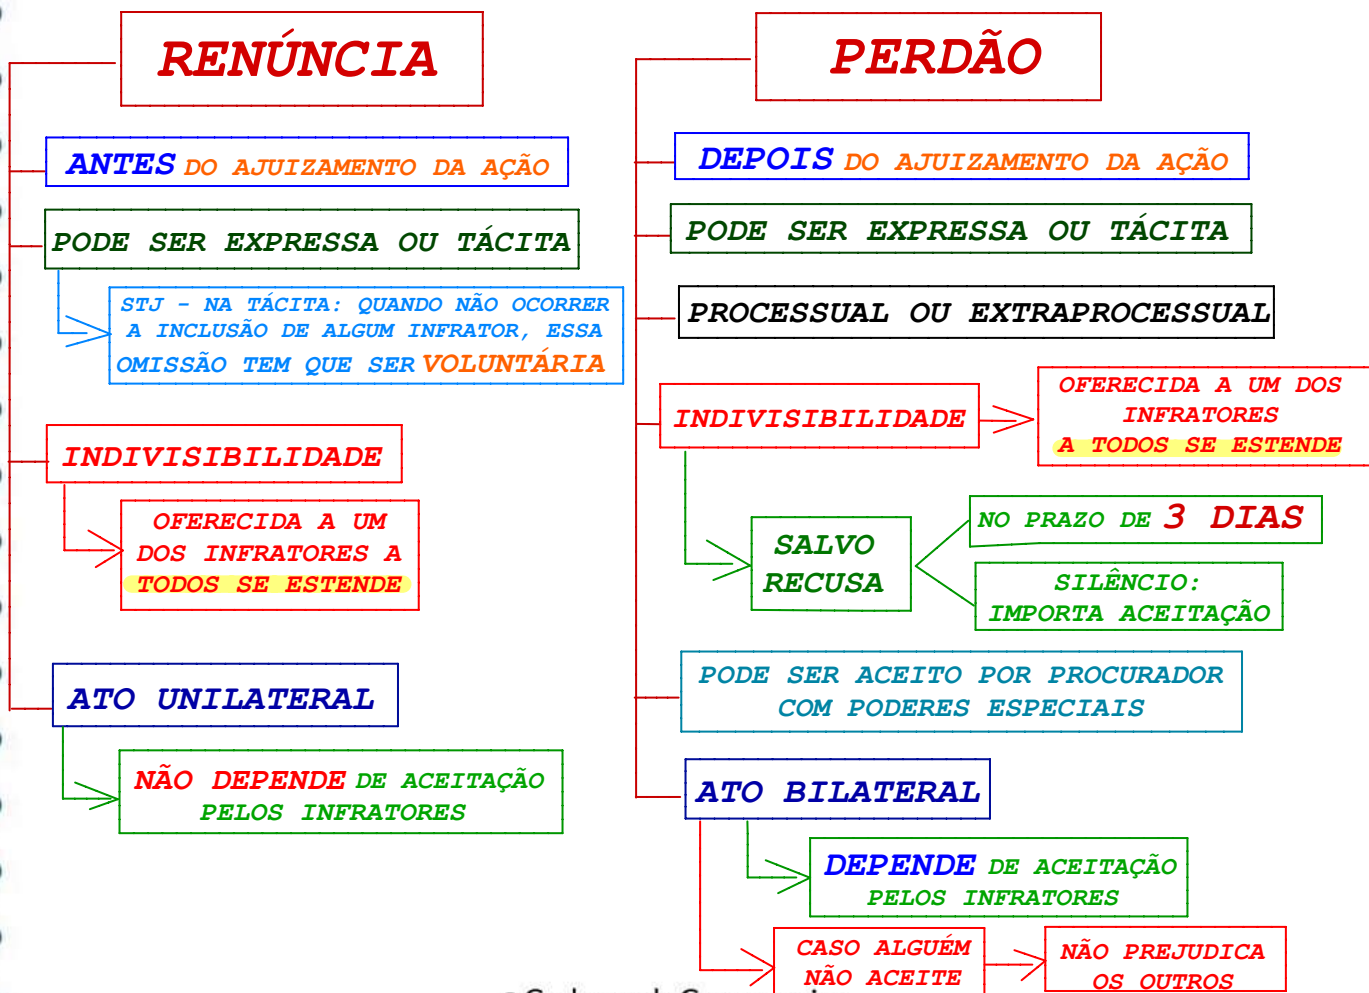 RENÚNCIA
ANTES DO AJUIZAMENTO DA AÇÃO
PODE SER EXPRESSA OU TÁCITA
STJ - NA TÁCITA: QUANDO NÃO OCORRER
A INCLUSÃO DE ALGUM INFRATOR, ESSA
OMISSÃO TEM QUE SER VOLUNTÁRIA
INDIVISIBILIDADE
OFERECIDA A UM
DOS INFRATORES A
TODOS SE ESTENDE
ATO UNILATERAL
NÃO DEPENDE DE ACEITAÇÃO
PELOS INFRATORES
PERDÃO
DEPOIS DO AJUIZAMENTO DA AÇÃO
PODE SER EXPRESSA OU TÁCITA
PROCESSUAL OU EXTRAPROCESSUAL
INDIVISIBILIDADE
OFERECIDA A UM DOS
INFRATORES
A TODOS SE ESTENDE
SALVO
RECUSA
NO PRAZO DE 3 DIAS
SILÊNCIO:
IMPORTA ACEITAÇÃO
PODE SER ACEITO POR PROCURADOR
COM PODERES ESPECIAIS
ATO BILATERAL
DEPENDE DE ACEITAÇÃO
PELOS INFRATORES
CASO ALGUÉM
NÃO ACEITE
NÃO PREJUDICA
OS OUTROS